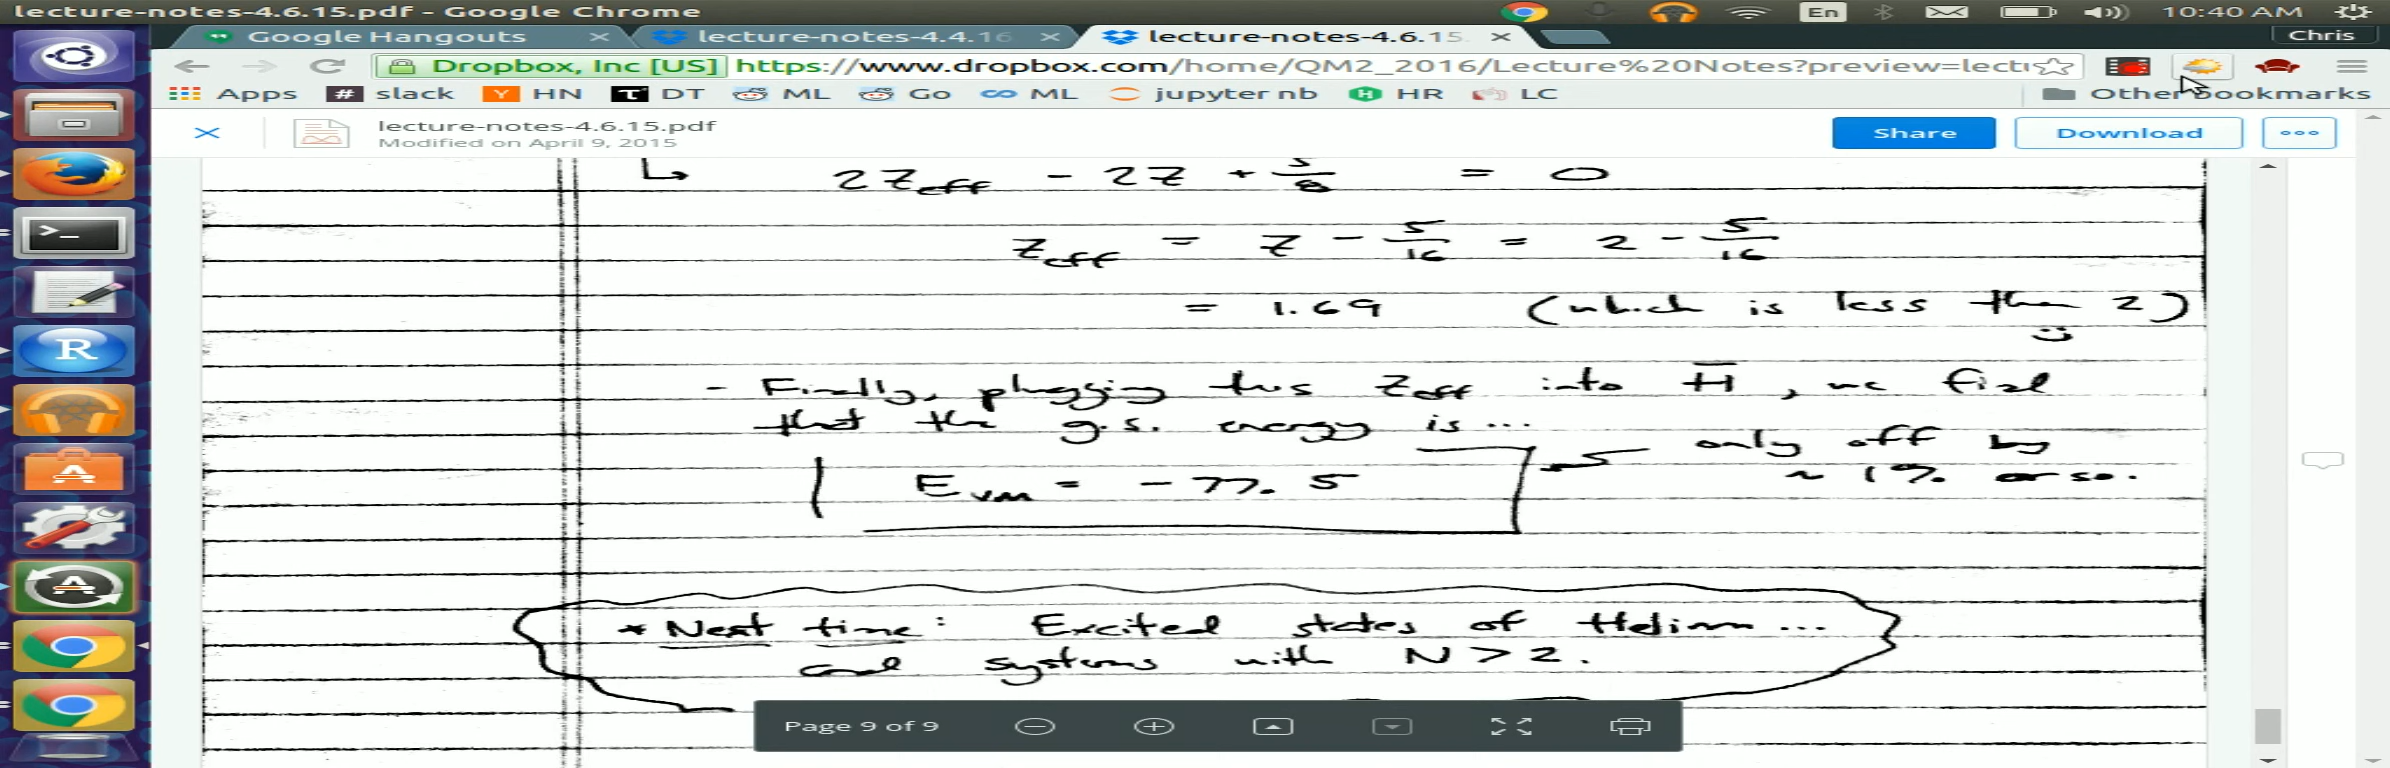 lecture-notes-4.6.15.pdf - Google Chrome
En
10:40 AM
Google Hangouts
lecture-notes-4.4.16
lecture-notes-4.6.15.
Chris
Dropbox, Inc [US]
https://www.dropbox.com/home/QM2_2016/Lecture%20Notes?preview=lect
Apps
# slack
Y HN
T DT
ML
Go
ML
jupyter nb
HR
LC
Other bookmarks
lecture-notes-4.6.15.pdf
Modified on April 9, 2015
Share
Download
↳ 2Zeff - 2Z + 5/8 = 0
Zeff = Z - 5/16 = 2 - 5/16
= 1.69 (which is less than 2)
- Finally, plugging this Zeff into H̅, we find
that the g.s. energy is...
only off by
Evm = -77.5
~ 1% or so.
* Next time: Excited states of Helium...
and systems with N > 2.
Page 9 of 9